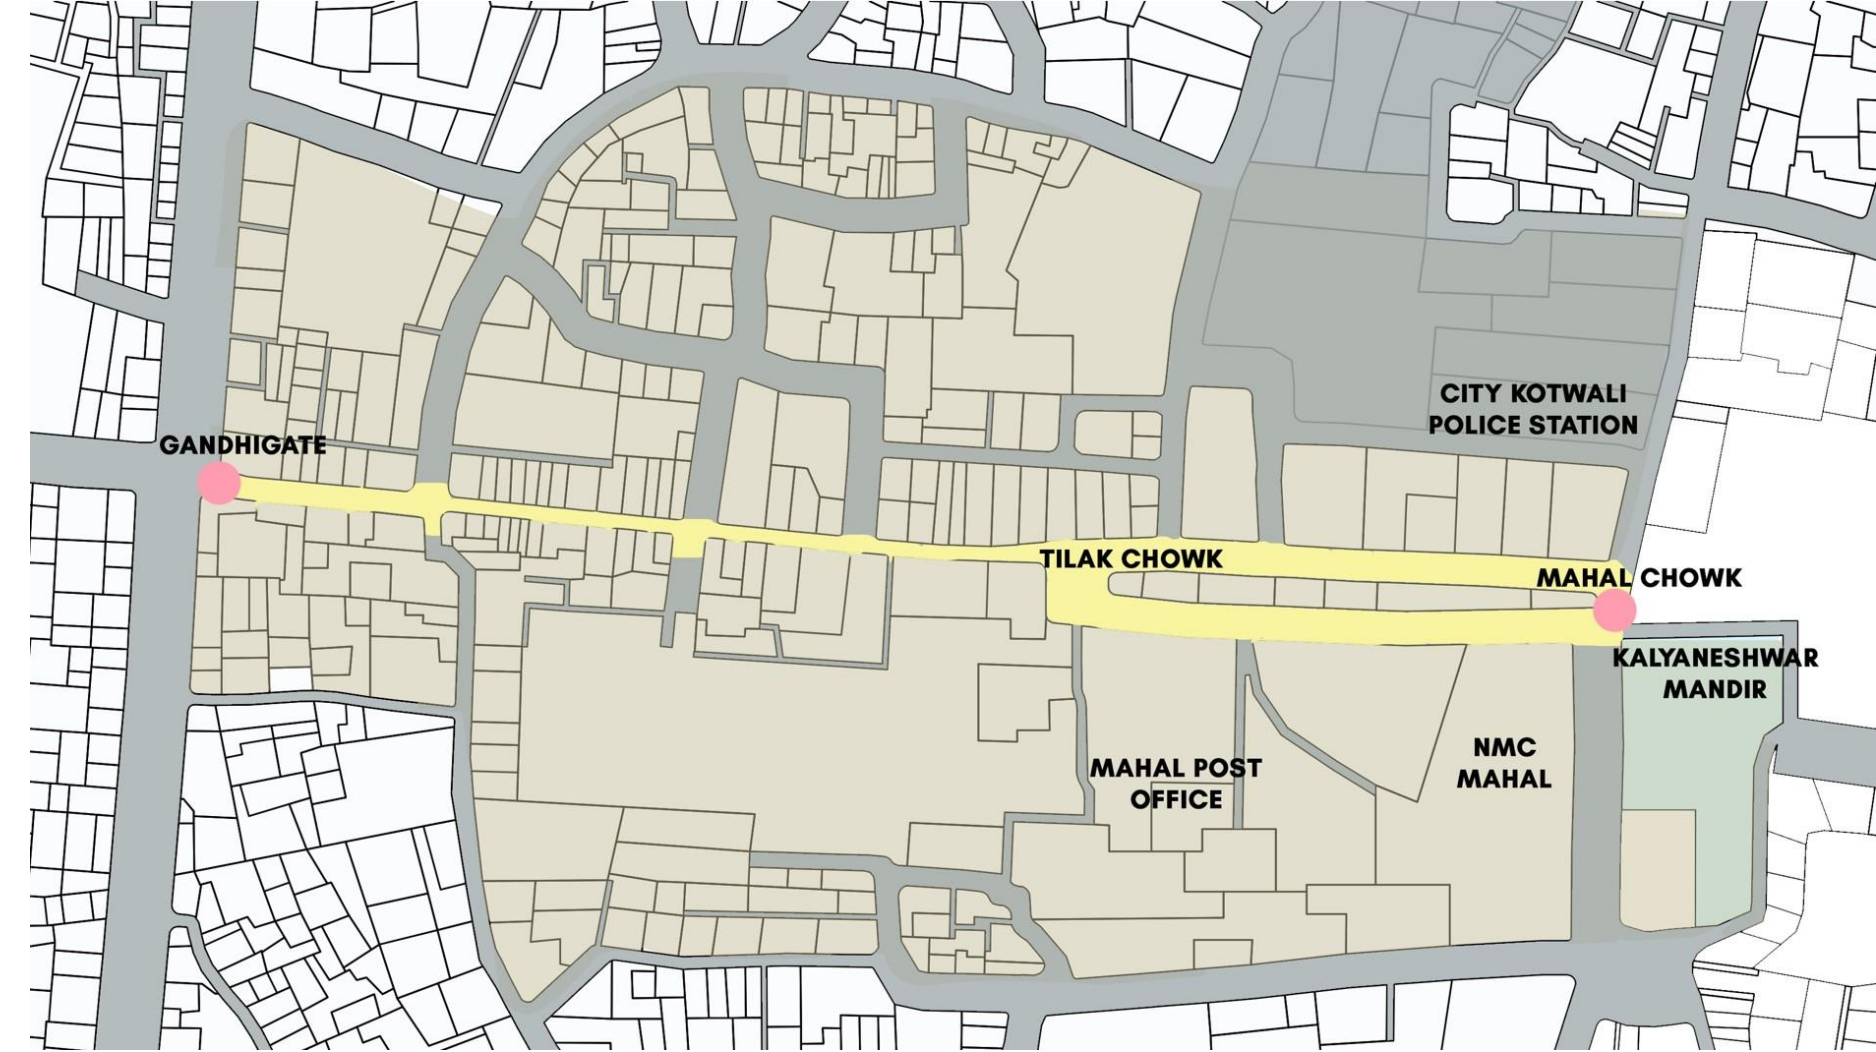 CITY KOTWALI
POLICE STATION
GANDHIGATE
TILAK CHOWK
MAHAL CHOWK
KALYANESHWAR
MANDIR
NMC
MAHAL
MAHAL POST
OFFICE